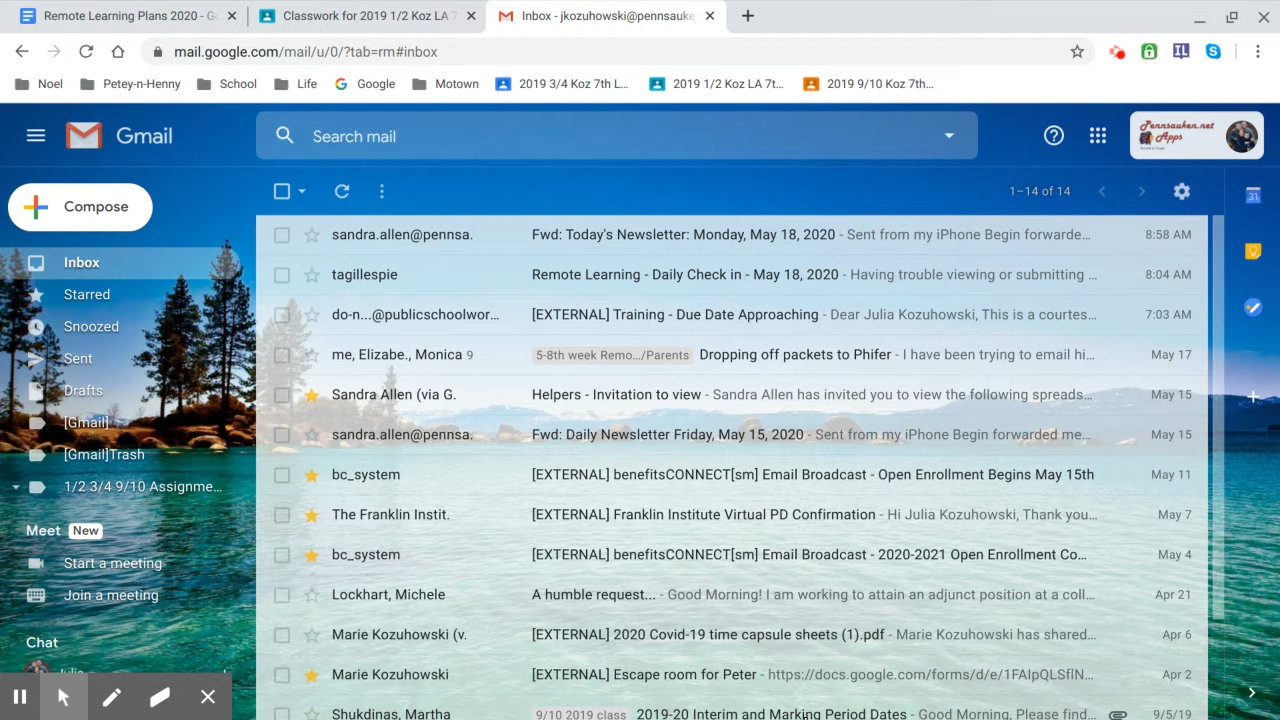 Remote Learning Plans 2020 - Go
Classwork for 2019 1/2 Koz LA 7
Inbox - jkozuhowski@pennsauke
mail.google.com/mail/u/0/?tab=rm#inbox
Noel
Petey-n-Henny
School
Life
Google
Motown
2019 3/4 Koz 7th L...
2019 1/2 Koz LA 7t...
2019 9/10 Koz 7th...
Gmail
Search mail
Pennsauken.net
Apps
Compose
1–14 of 14
31
Inbox
Starred
Snoozed
Sent
Drafts
[Gmail]
[Gmail]Trash
1/2 3/4 9/10 Assignme...
Meet New
Start a meeting
Join a meeting
Chat
sandra.allen@pennsa. Fwd: Today's Newsletter: Monday, May 18, 2020 - Sent from my iPhone Begin forwarde... 8:58 AM
tagillespie Remote Learning - Daily Check in - May 18, 2020 - Having trouble viewing or submitting ... 8:04 AM
do-n...@publicschoolwor... [EXTERNAL] Training - Due Date Approaching - Dear Julia Kozuhowski, This is a courtes... 7:03 AM
me, Elizabe., Monica 9 5-8th week Remo.../Parents Dropping off packets to Phifer - I have been trying to email hi... May 17
Sandra Allen (via G. Helpers - Invitation to view - Sandra Allen has invited you to view the following spreads... May 15
sandra.allen@pennsa. Fwd: Daily Newsletter Friday, May 15, 2020 - Sent from my iPhone Begin forwarded me... May 15
bc_system [EXTERNAL] benefitsCONNECT[sm] Email Broadcast - Open Enrollment Begins May 15th May 11
The Franklin Instit. [EXTERNAL] Franklin Institute Virtual PD Confirmation - Hi Julia Kozuhowski, Thank you... May 7
bc_system [EXTERNAL] benefitsCONNECT[sm] Email Broadcast - 2020-2021 Open Enrollment Co... May 4
Lockhart, Michele A humble request... - Good Morning! I am working to attain an adjunct position at a coll... Apr 21
Marie Kozuhowski (v. [EXTERNAL] 2020 Covid-19 time capsule sheets (1).pdf - Marie Kozuhowski has shared... Apr 6
Marie Kozuhowski [EXTERNAL] Escape room for Peter - https://docs.google.com/forms/d/e/1FAIpQLSfIN... Apr 2
Martha 9/10 2019 class 2019-20 Interim Period Dates - Good Morning, Please find... 9/5/19